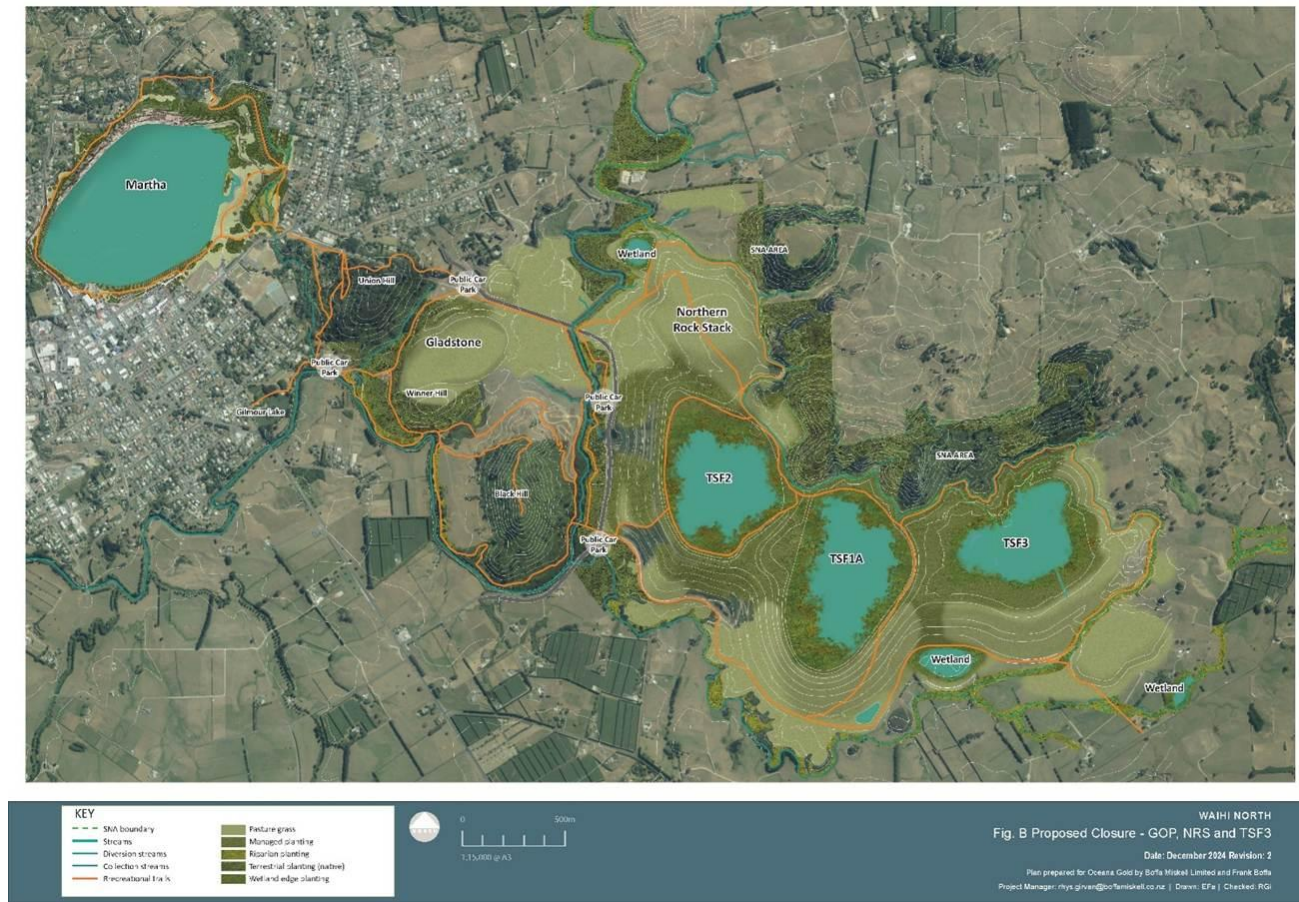 Martha
Union Hill
Public Car
Park
Wetland
SNA AREA
Northern
Rock Stack
Gladstone
Public Car
Park
Winner Hill
Gilmour Lake
Public Car
Park
Black Hill
TSF2
SNA AREA
Public Car
Park
TSF1A
TSF3
Wetland
Wetland
KEY
SNA boundary
Streams
Diversion streams
Collection streams
Rrecreational trails
Pasture grass
Managed planting
Riparian planting
Terrestrial planting (native)
Wetland edge planting
0 500m
1:15,000 @ A3
WAIHI NORTH
Fig. B Proposed Closure - GOP, NRS and TSF3
Date: December 2024 Revision: 2
Plan prepared for Oceana Gold by Boffa Miskell Limited and Frank Boffa
Project Manager: rhys.girvan@boffamiskell.co.nz | Drawn: EFe | Checked: RGi